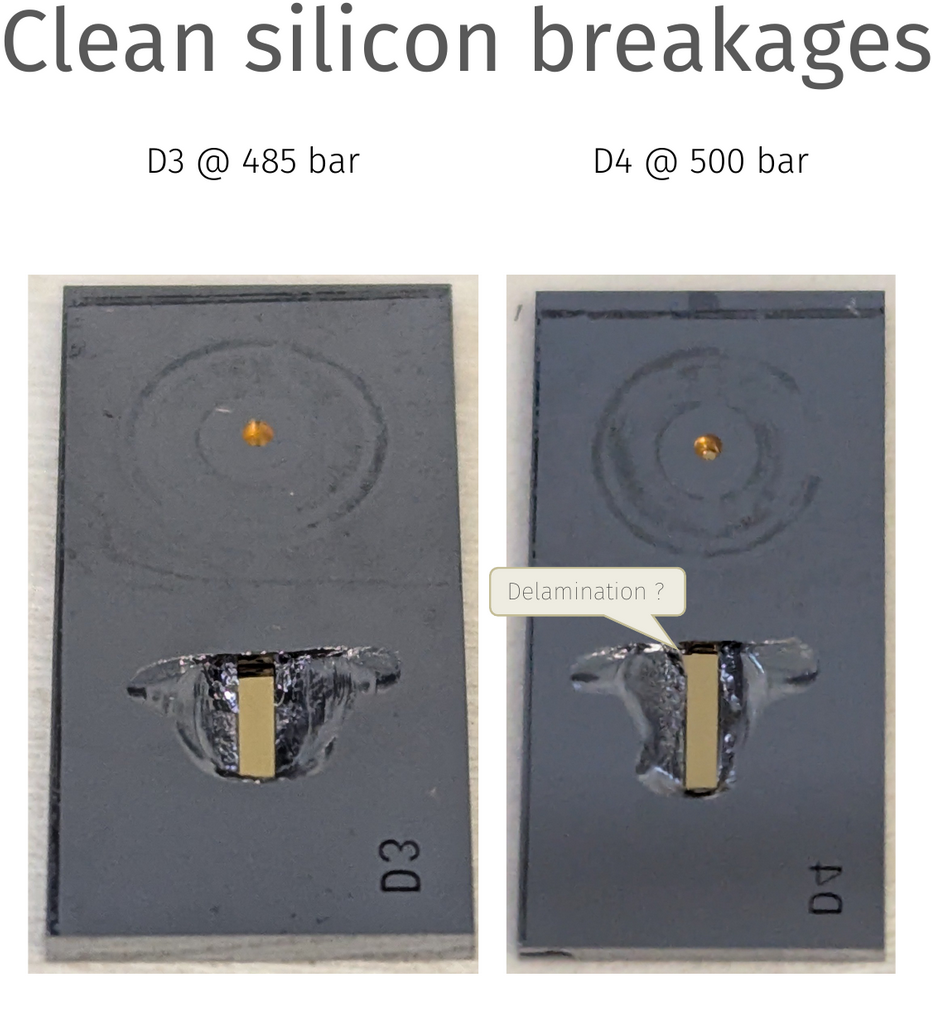 Clean silicon breakages
D3 @ 485 bar
D4 @ 500 bar
Delamination ?
D3
D4